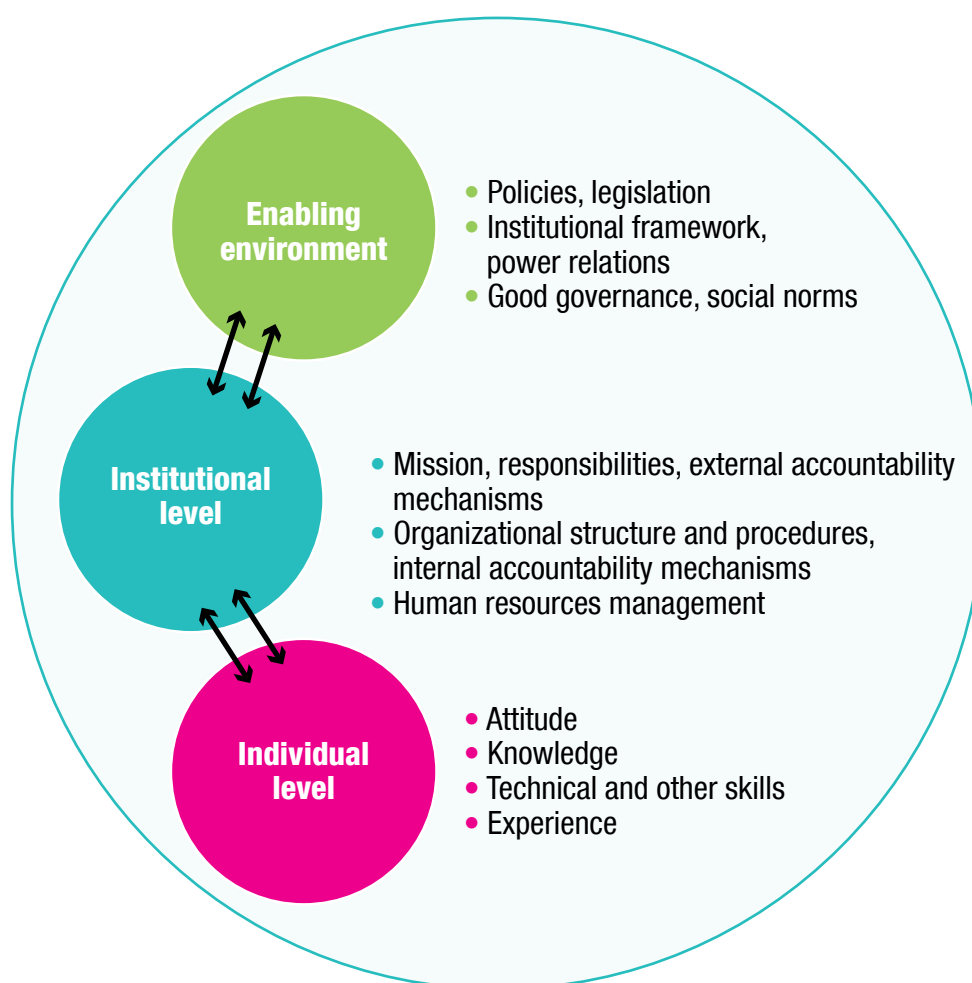 Enabling
environment
• Policies, legislation
• Institutional framework,
power relations
• Good governance, social norms
Institutional
level
• Mission, responsibilities, external accountability
mechanisms
• Organizational structure and procedures,
internal accountability mechanisms
• Human resources management
Individual
level
• Attitude
• Knowledge
• Technical and other skills
• Experience